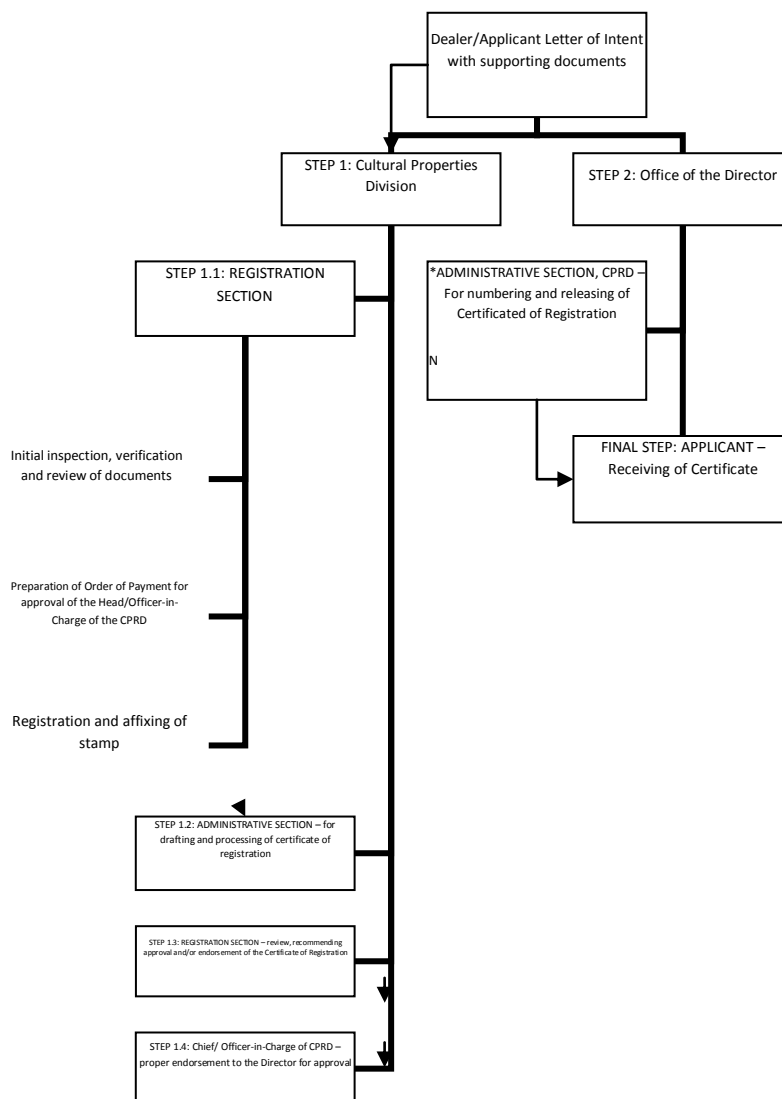 Dealer/Applicant Letter of Intent
with supporting documents
STEP 1: Cultural Properties
Division
STEP 2: Office of the Director
STEP 1.1: REGISTRATION
SECTION
*ADMINISTRATIVE SECTION, CPRD –
For numbering and releasing of
Certificated of Registration
N
FINAL STEP: APPLICANT –
Receiving of Certificate
Initial inspection, verification
and review of documents
Preparation of Order of Payment for
approval of the Head/Officer-in-
Charge of the CPRD
Registration and affixing of
stamp
STEP 1.2: ADMINISTRATIVE SECTION – for
drafting and processing of certificate of
registration
STEP 1.3: REGISTRATION SECTION – review, recommending
approval and/or endorsement of the Certificate of Registration
STEP 1.4: Chief/ Officer-in-Charge of CPRD –
proper endorsement to the Director for approval